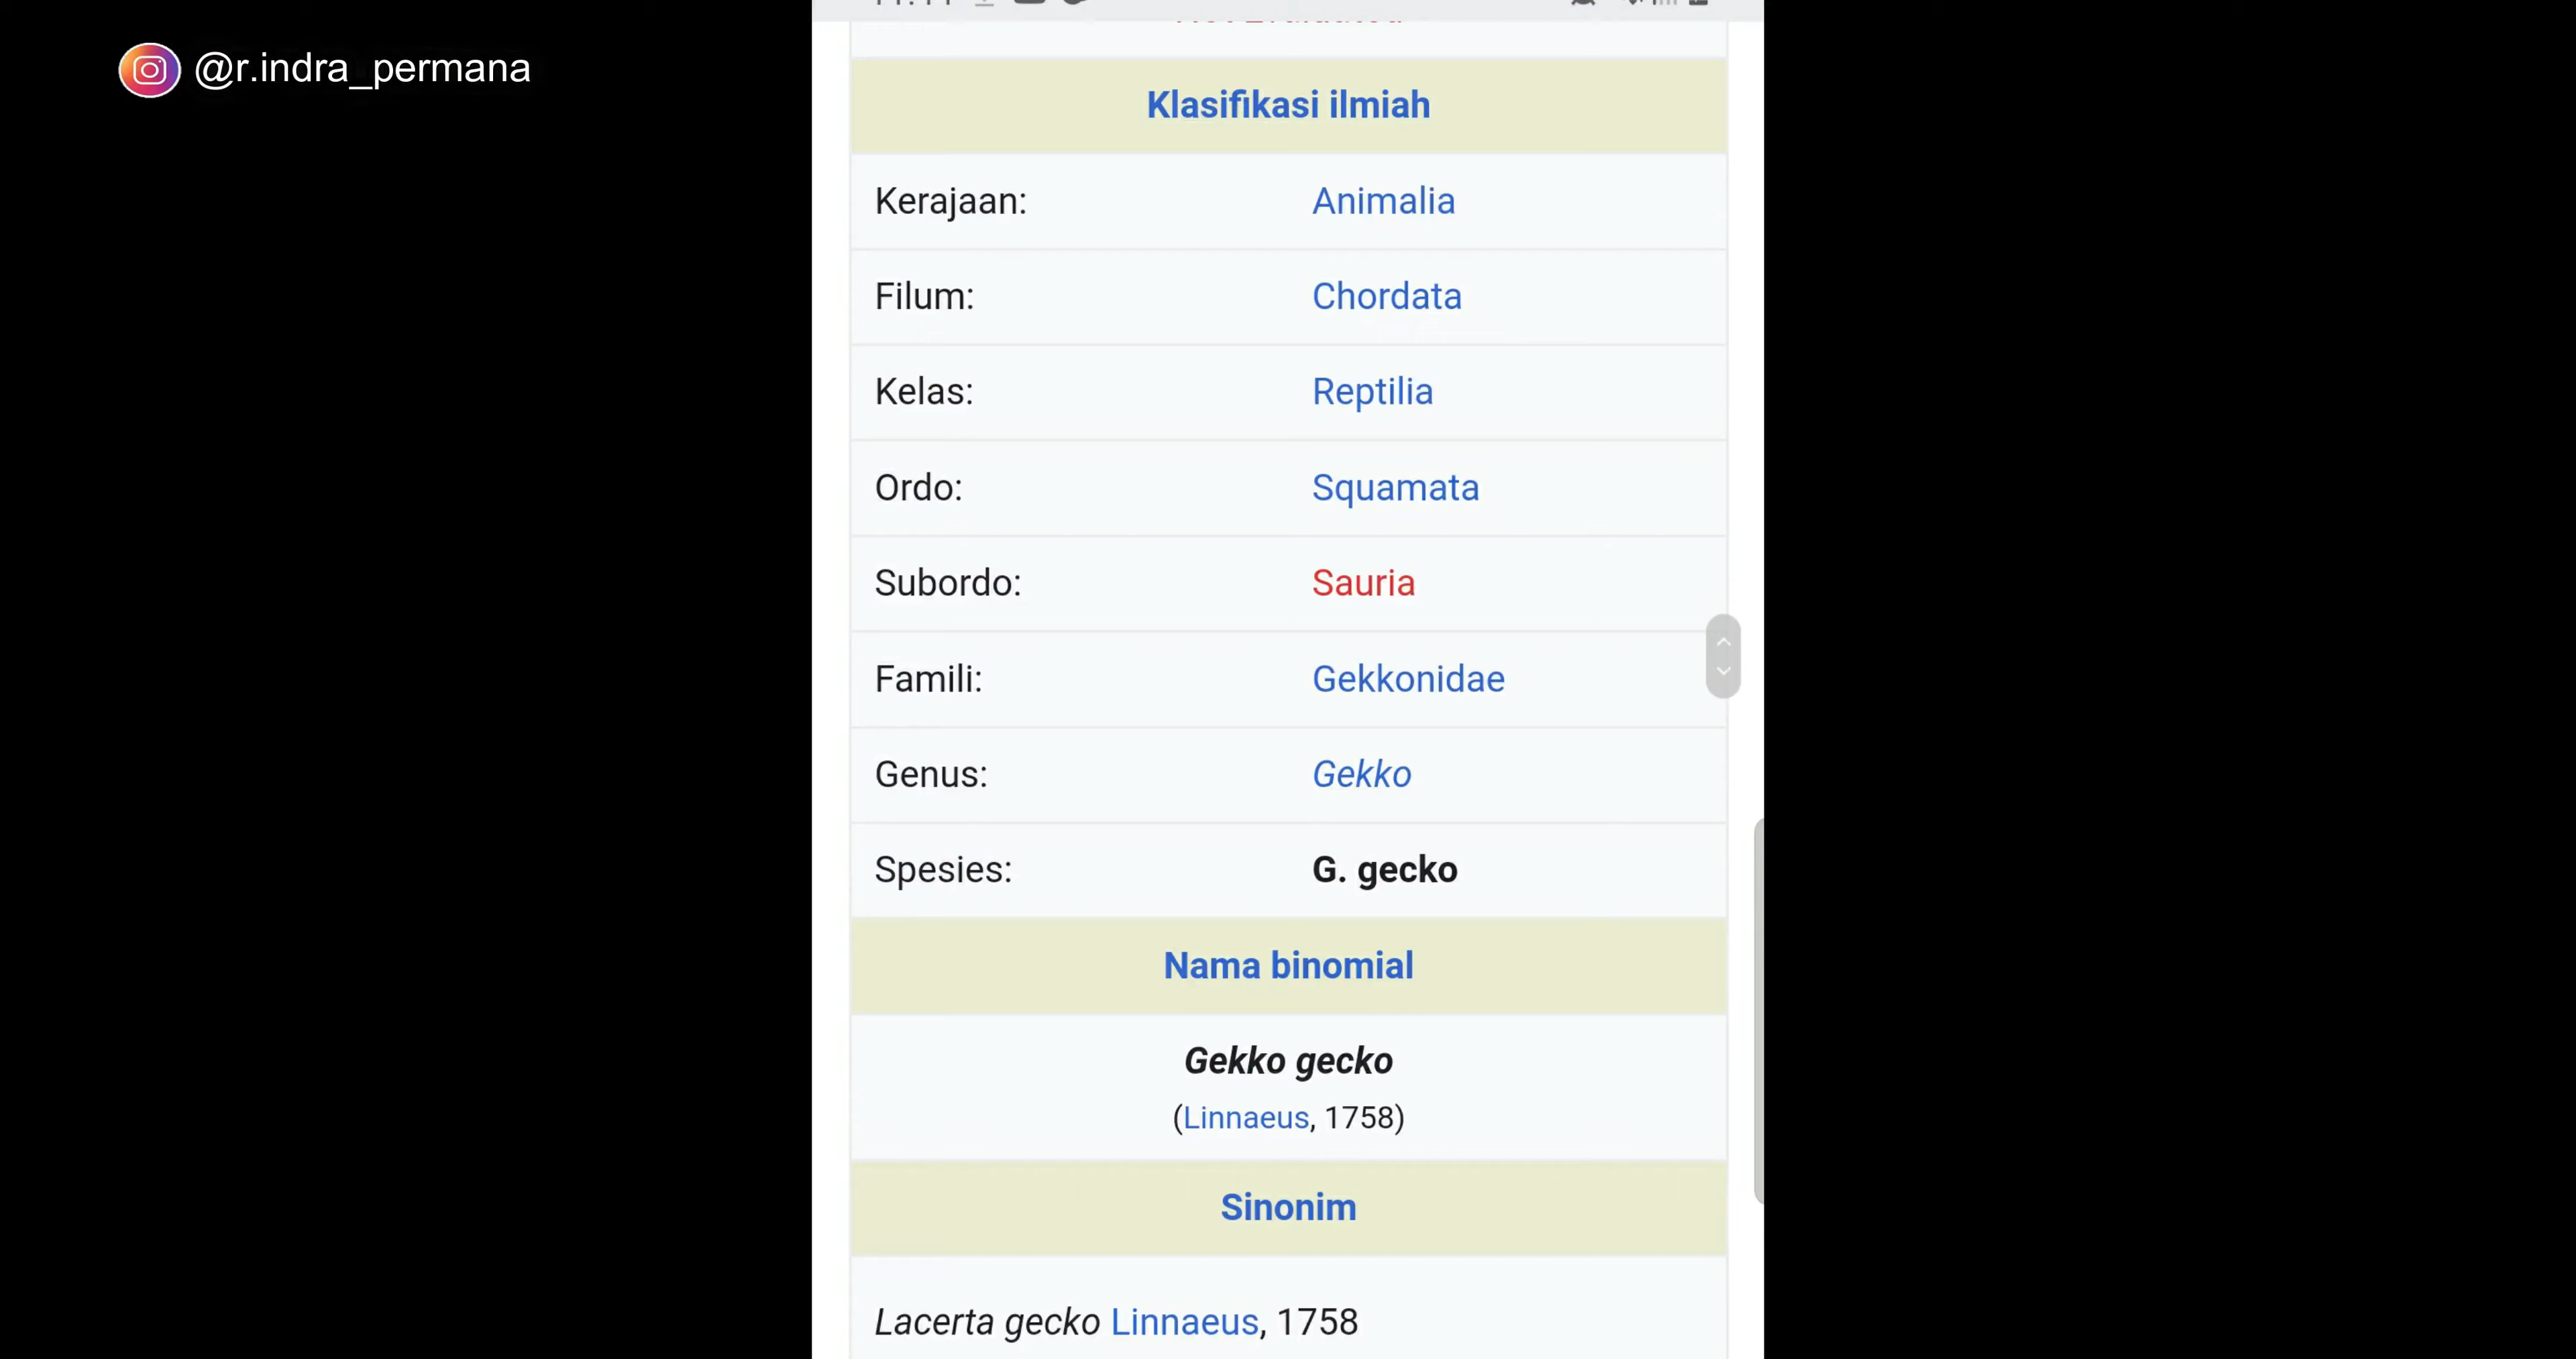 @r.indra_permana
Klasifikasi ilmiah
Kerajaan: Animalia
Filum: Chordata
Kelas: Reptilia
Ordo: Squamata
Subordo: Sauria
Famili: Gekkonidae
Genus: Gekko
Spesies: G. gecko
Nama binomial
Gekko gecko
(Linnaeus, 1758)
Sinonim
Lacerta gecko Linnaeus, 1758